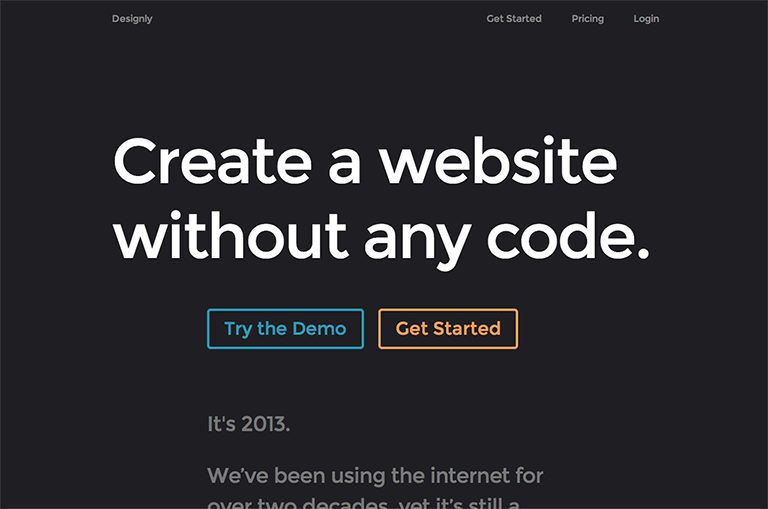 Designly Get Started Pricing Login
Create a website
without any code.
Try the Demo Get Started
It's 2013.
We’ve been using the internet for
over two decades, yet it’s still a